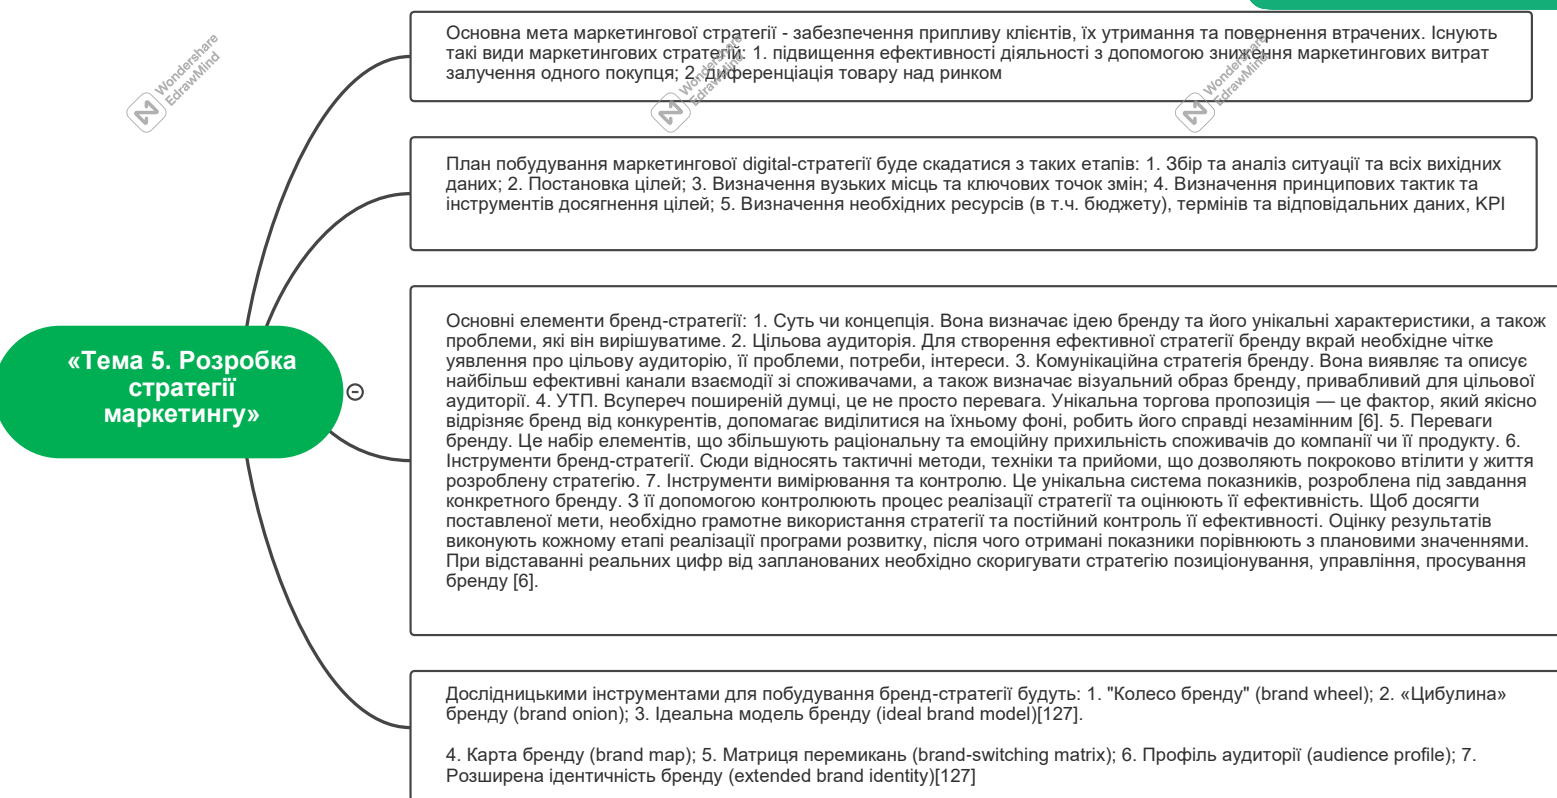 Основна мета маркетингової стратегії - забезпечення припливу клієнтів, їх утримання та повернення втрачених. Існують
такі види маркетингових стратегій: 1. підвищення ефективності діяльності з допомогою зниження маркетингових витрат
залучення одного покупця; 2. диференціація товару над ринком
Wondershare
EdrawMind
Wondershare
EdrawMind
Wondershare
EdrawMind
План побудування маркетингової digital-стратегії буде скадатися з таких етапів: 1. Збір та аналіз ситуації та всіх вихідних
даних; 2. Постановка цілей; 3. Визначення вузьких місць та ключових точок змін; 4. Визначення принципових тактик та
інструментів досягнення цілей; 5. Визначення необхідних ресурсів (в т.ч. бюджету), термінів та відповідальних даних, KPI
«Тема 5. Розробка
стратегії
маркетингу»
Основні елементи бренд-стратегії: 1. Суть чи концепція. Вона визначає ідею бренду та його унікальні характеристики, а також
проблеми, які він вирішуватиме. 2. Цільова аудиторія. Для створення ефективної стратегії бренду вкрай необхідне чітке
уявлення про цільову аудиторію, її проблеми, потреби, інтереси. 3. Комунікаційна стратегія бренду. Вона виявляє та описує
найбільш ефективні канали взаємодії зі споживачами, а також визначає візуальний образ бренду, привабливий для цільової
аудиторії. 4. УТП. Всупереч поширеній думці, це не просто перевага. Унікальна торгова пропозиція — це фактор, який якісно
відрізняє бренд від конкурентів, допомагає виділитися на їхньому фоні, робить його справді незамінним [6]. 5. Переваги
бренду. Це набір елементів, що збільшують раціональну та емоційну прихильність споживачів до компанії чи її продукту. 6.
Інструменти бренд-стратегії. Сюди відносять тактичні методи, техніки та прийоми, що дозволяють покроково втілити у життя
розроблену стратегію. 7. Інструменти вимірювання та контролю. Це унікальна система показників, розроблена під завдання
конкретного бренду. З її допомогою контролюють процес реалізації стратегії та оцінюють її ефективність. Щоб досягти
поставленої мети, необхідно грамотне використання стратегії та постійний контроль її ефективності. Оцінку результатів
виконують кожному етапі реалізації програми розвитку, після чого отримані показники порівнюють з плановими значеннями.
При відставанні реальних цифр від запланованих необхідно скоригувати стратегію позиціонування, управління, просування
бренду [6].
Дослідницькими інструментами для побудування бренд-стратегії будуть: 1. "Колесо бренду" (brand wheel); 2. «Цибулина»
бренду (brand onion); 3. Ідеальна модель бренду (ideal brand model)[127].
4. Карта бренду (brand map); 5. Матриця перемикань (brand-switching matrix); 6. Профіль аудиторії (audience profile); 7.
Розширена ідентичність бренду (extended brand identity)[127]